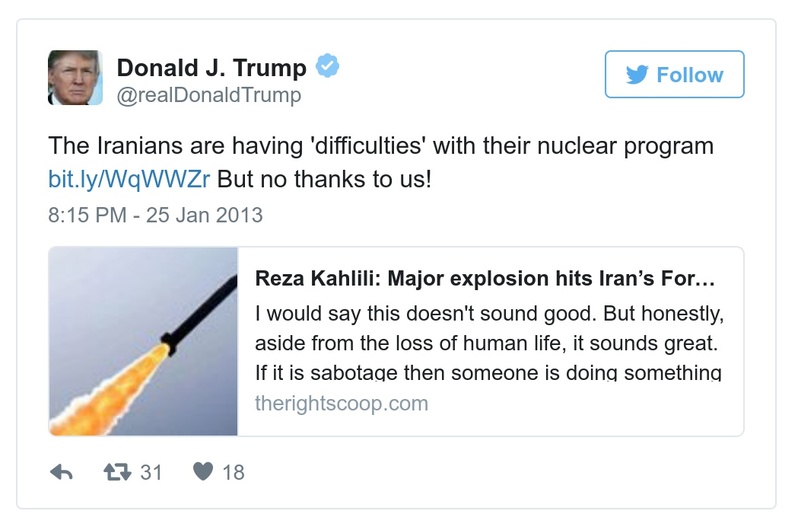 Donald J. Trump
@realDonaldTrump
Follow
The Iranians are having 'difficulties' with their nuclear program
bit.ly/WqWWZr But no thanks to us!
8:15 PM - 25 Jan 2013
Reza Kahlili: Major explosion hits Iran’s For…
I would say this doesn't sound good. But honestly,
aside from the loss of human life, it sounds great.
If it is sabotage then someone is doing something
therightscoop.com
31 18